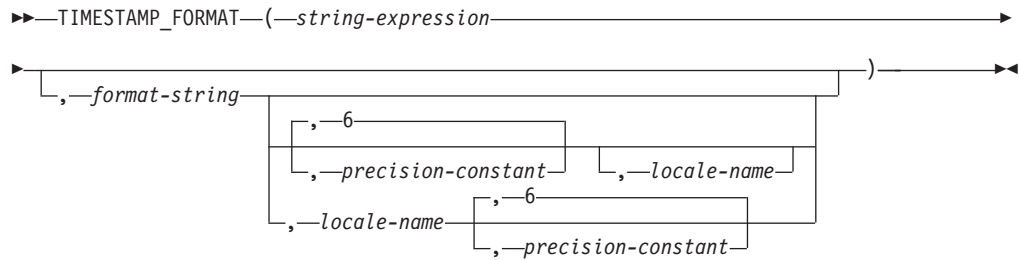 TIMESTAMP_FORMAT ( string-expression
)
, format-string
, 6
, precision-constant , locale-name
, 6
, locale-name
, precision-constant